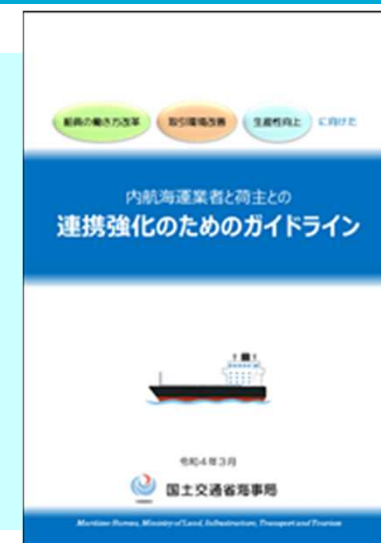 船員の働き方改革 取引環境改善 生産性向上 に向けた
内航海運業者と荷主との
連携強化のためのガイドライン
令和4年3月
国土交通省海事局
Maritime Bureau, Ministry of Land, Infrastructure, Transport and Tourism